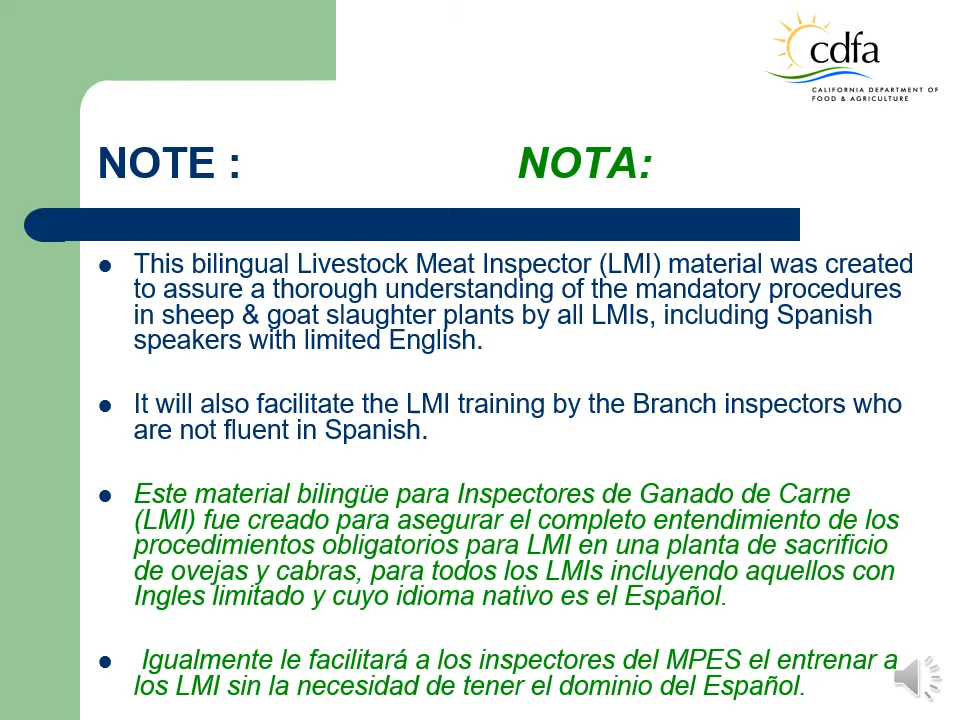 cdfa
CALIFORNIA DEPARTMENT OF
FOOD & AGRICULTURE
NOTE : NOTA:
This bilingual Livestock Meat Inspector (LMI) material was created
to assure a thorough understanding of the mandatory procedures
in sheep & goat slaughter plants by all LMIs, including Spanish
speakers with limited English.
It will also facilitate the LMI training by the Branch inspectors who
are not fluent in Spanish.
Este material bilingüe para Inspectores de Ganado de Carne
(LMI) fue creado para asegurar el completo entendimiento de los
procedimientos obligatorios para LMI en una planta de sacrificio
de ovejas y cabras, para todos los LMIs incluyendo aquellos con
Ingles limitado y cuyo idioma nativo es el Español.
Igualmente le facilitará a los inspectores del MPES el entrenar a
los LMI sin la necesidad de tener el dominio del Español.